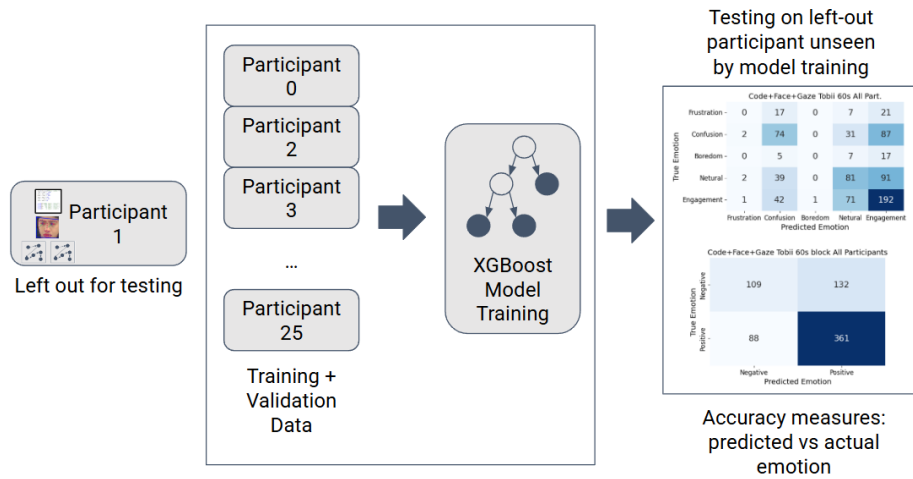 Participant
1
Left out for testing
Participant
0
Participant
2
Participant
3
...
Participant
25
Training +
Validation
Data
XGBoost
Model
Training
Testing on left-out
participant unseen
by model training
Code+Face+Gaze Tobii 60s All Part.
True Emotion
Frustration 0 17 0 7 21
Confusion 2 74 0 31 87
Boredom 0 5 0 7 17
Netural 2 39 0 81 91
Engagement 1 42 1 71 192
Frustration Confusion Boredom Netural Engagement
Predicted Emotion
Code+Face+Gaze Tobii 60s block All Participants
True Emotion
Negative 109 132
Positive 88 361
Negative Positive
Predicted Emotion
Accuracy measures:
predicted vs actual
emotion